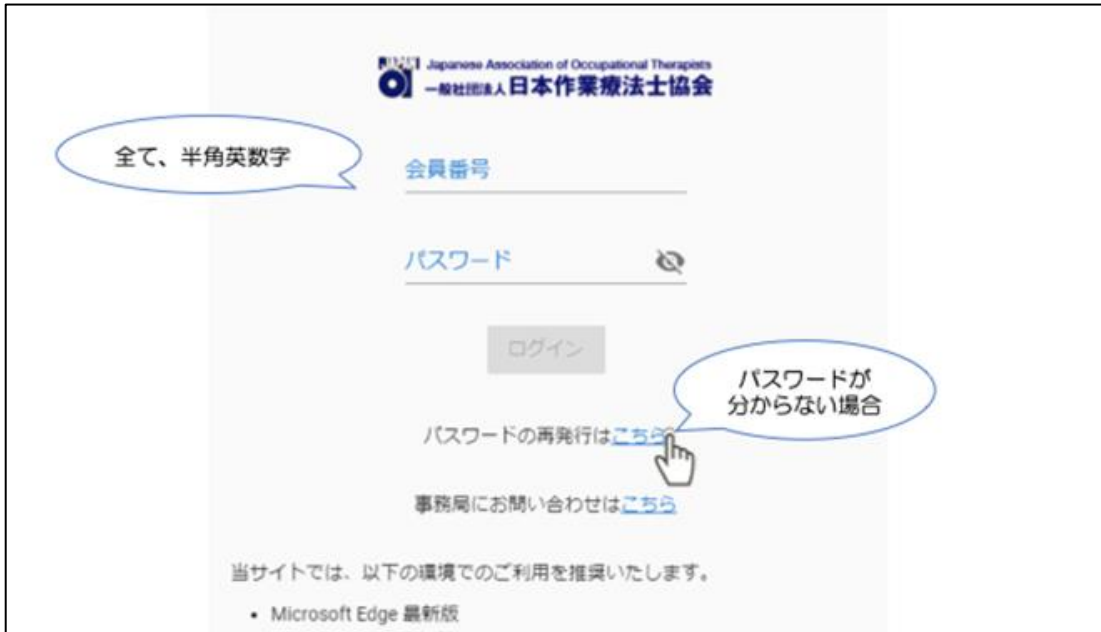 Japanese Association of Occupational Therapists
一般社団法人日本作業療法士協会
全て、半角英数字
会員番号
パスワード
ログイン
パスワードが
分からない場合
パスワードの再発行はこちら
事務局にお問い合わせはこちら
当サイトでは、以下の環境でのご利用を推奨いたします。
• Microsoft Edge 最新版